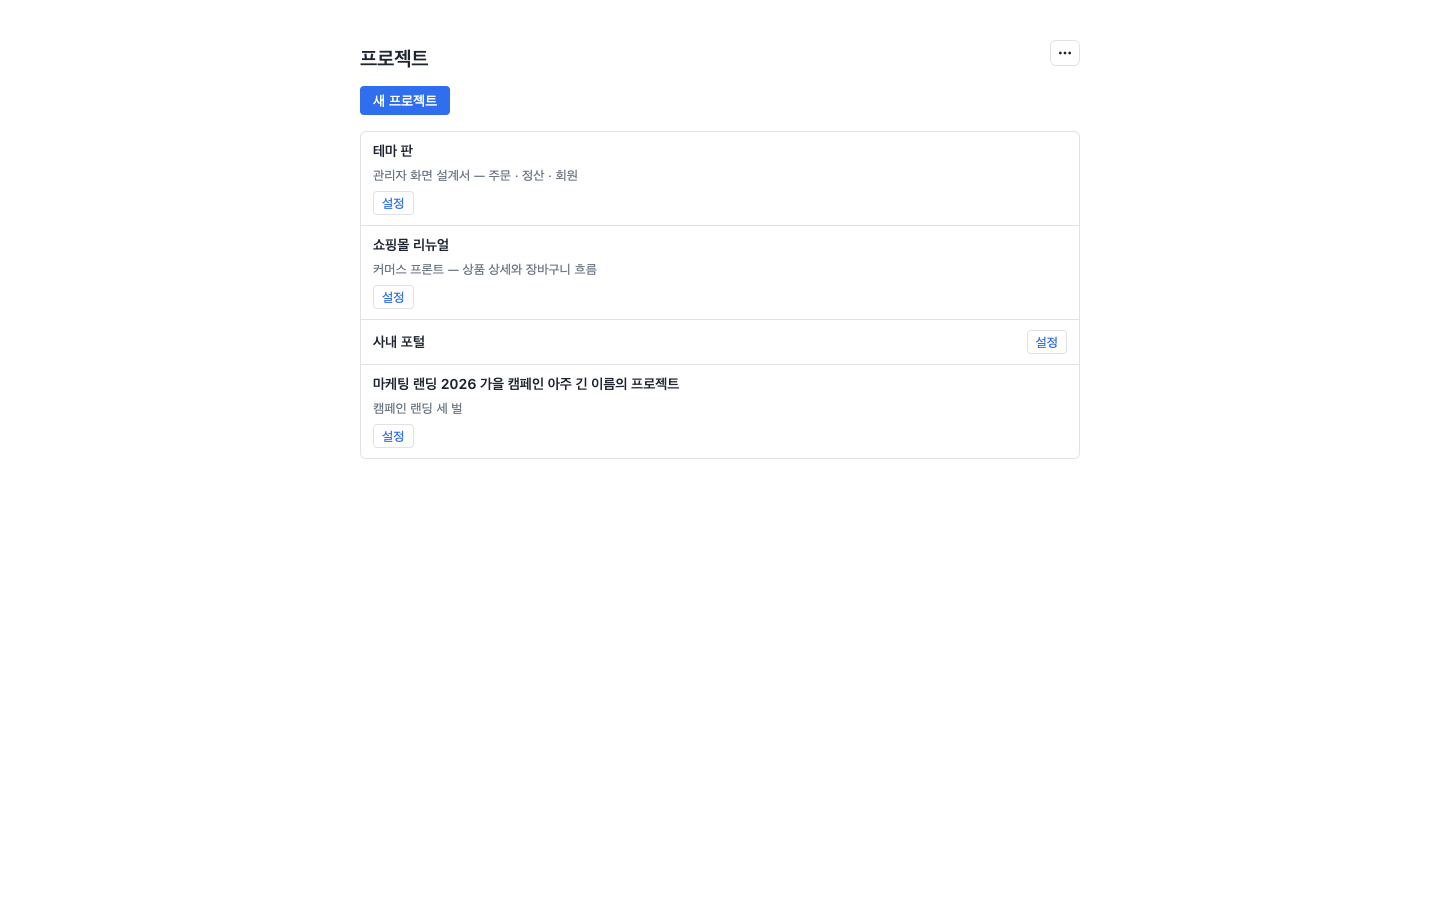 프로젝트
새 프로젝트
테마 판
관리자 화면 설계서 — 주문 · 정산 · 회원
설정
쇼핑몰 리뉴얼
커머스 프론트 — 상품 상세와 장바구니 흐름
설정
사내 포털
설정
마케팅 랜딩 2026 가을 캠페인 아주 긴 이름의 프로젝트
캠페인 랜딩 세 벌
설정